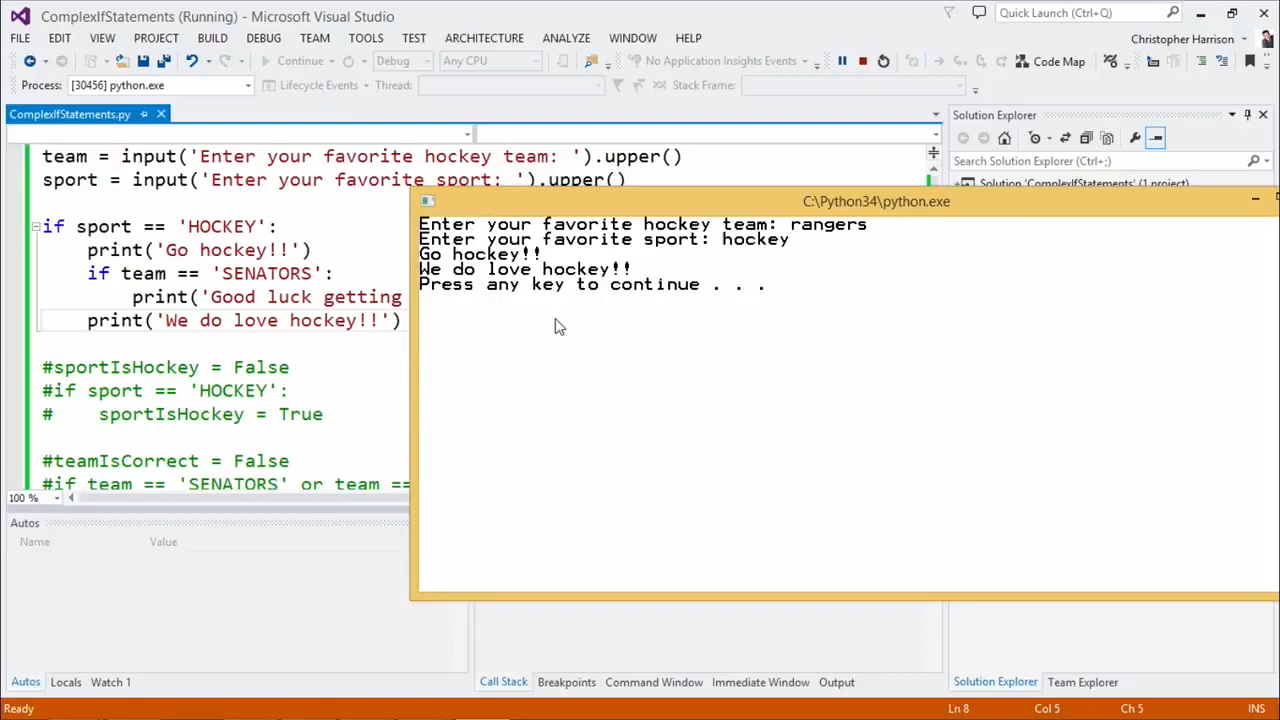 ComplexIfStatements (Running) - Microsoft Visual Studio
Quick Launch (Ctrl+Q)
FILE EDIT VIEW PROJECT BUILD DEBUG TEAM TOOLS TEST ARCHITECTURE ANALYZE WINDOW HELP
Christopher Harrison
Continue Debug Any CPU No Application Insights Events Code Map
Process: [30456] python.exe Lifecycle Events Thread: Stack Frame:
ComplexIfStatements.py
team = input('Enter your favorite hockey team: ').upper()
sport = input('Enter your favorite sport: ').upper()
if sport == 'HOCKEY':
print('Go hockey!!')
if team == 'SENATORS':
print('Good luck getting
print('We do love hockey!!')
#sportIsHockey = False
#if sport == 'HOCKEY':
# sportIsHockey = True
#teamIsCorrect = False
#if team == 'SENATORS' or team ==
100 %
C:\Python34\python.exe
Enter your favorite hockey team: rangers
Enter your favorite sport: hockey
Go hockey!!
We do love hockey!!
Press any key to continue . . .
Solution Explorer
Search Solution Explorer (Ctrl+;)
Solution 'ComplexIfStatements' (1 project)
Autos
Name Value
Autos Locals Watch 1
Call Stack Breakpoints Command Window Immediate Window Output
Solution Explorer Team Explorer
Ready Ln 8 Col 5 Ch 5 INS